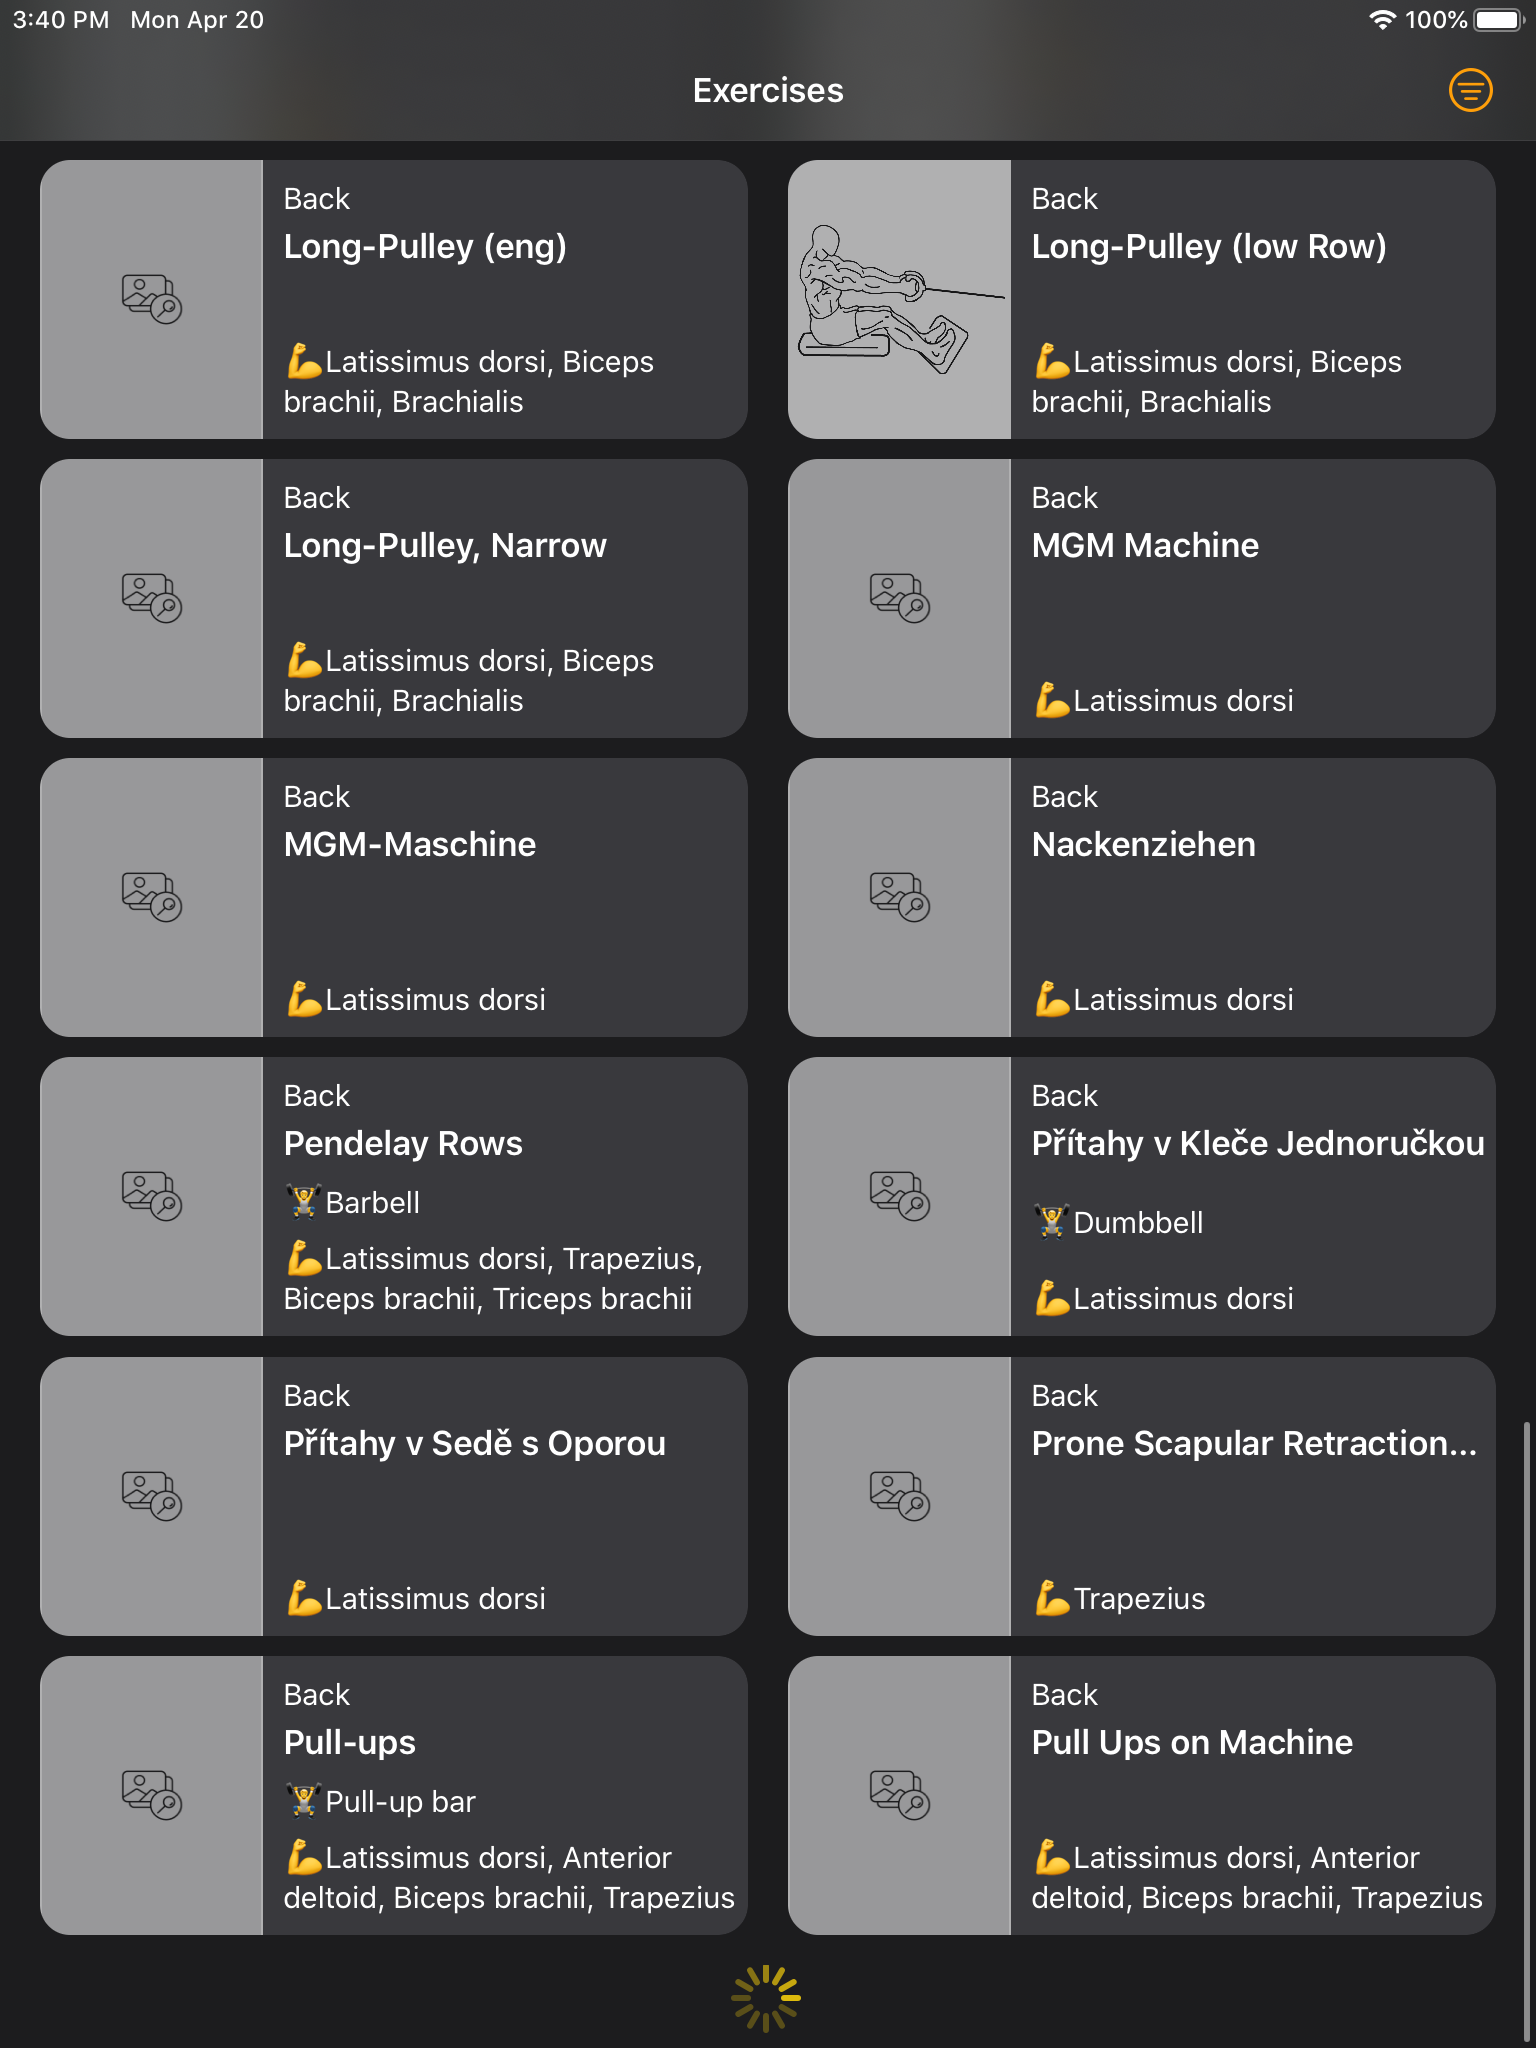 3:40 PM Mon Apr 20
100%
Exercises
Back
Long-Pulley (eng)
💪Latissimus dorsi, Biceps
brachii, Brachialis
Back
Long-Pulley (low Row)
💪Latissimus dorsi, Biceps
brachii, Brachialis
Back
Long-Pulley, Narrow
💪Latissimus dorsi, Biceps
brachii, Brachialis
Back
MGM Machine
💪Latissimus dorsi
Back
MGM-Maschine
💪Latissimus dorsi
Back
Nackenziehen
💪Latissimus dorsi
Back
Pendelay Rows
🏋Barbell
💪Latissimus dorsi, Trapezius,
Biceps brachii, Triceps brachii
Back
Přítahy v Kleče Jednoručkou
🏋Dumbbell
💪Latissimus dorsi
Back
Přítahy v Sedě s Oporou
💪Latissimus dorsi
Back
Prone Scapular Retraction...
💪Trapezius
Back
Pull-ups
🏋Pull-up bar
💪Latissimus dorsi, Anterior
deltoid, Biceps brachii, Trapezius
Back
Pull Ups on Machine
💪Latissimus dorsi, Anterior
deltoid, Biceps brachii, Trapezius